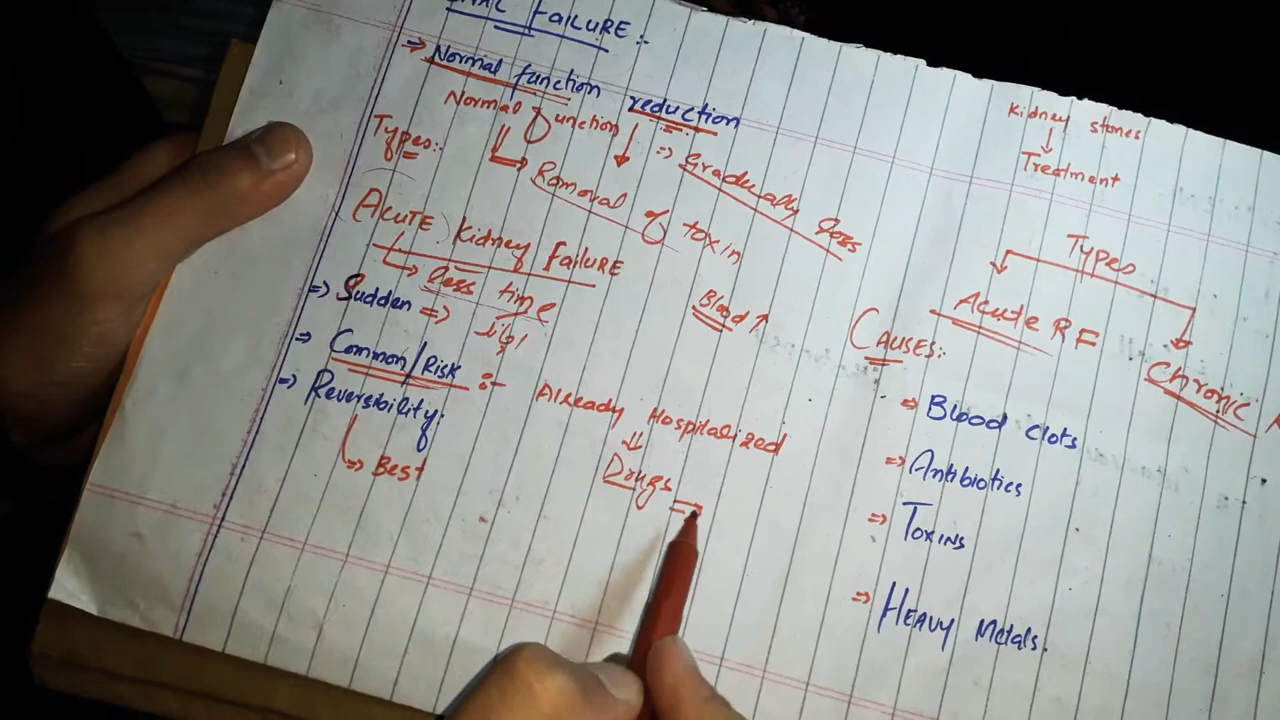 FAILURE:-
⇒ Normal function reduction
Normal function ⇒ Gradually loss
Types:-
Removal of toxin
ACUTE Kidney FAILURE
less time
⇒ Sudden ⇒
Blood ↑
⇒ Common/Risk :- Already Hospitalized
⇒ Reversibility:
Drugs =
Best
Kidney stones
↓
Treatment
Types
Acute RF
Chronic
CAUSES:-
⇒ Blood clots
⇒ Antibiotics
⇒ Toxins
⇒ HEAVY Metals.